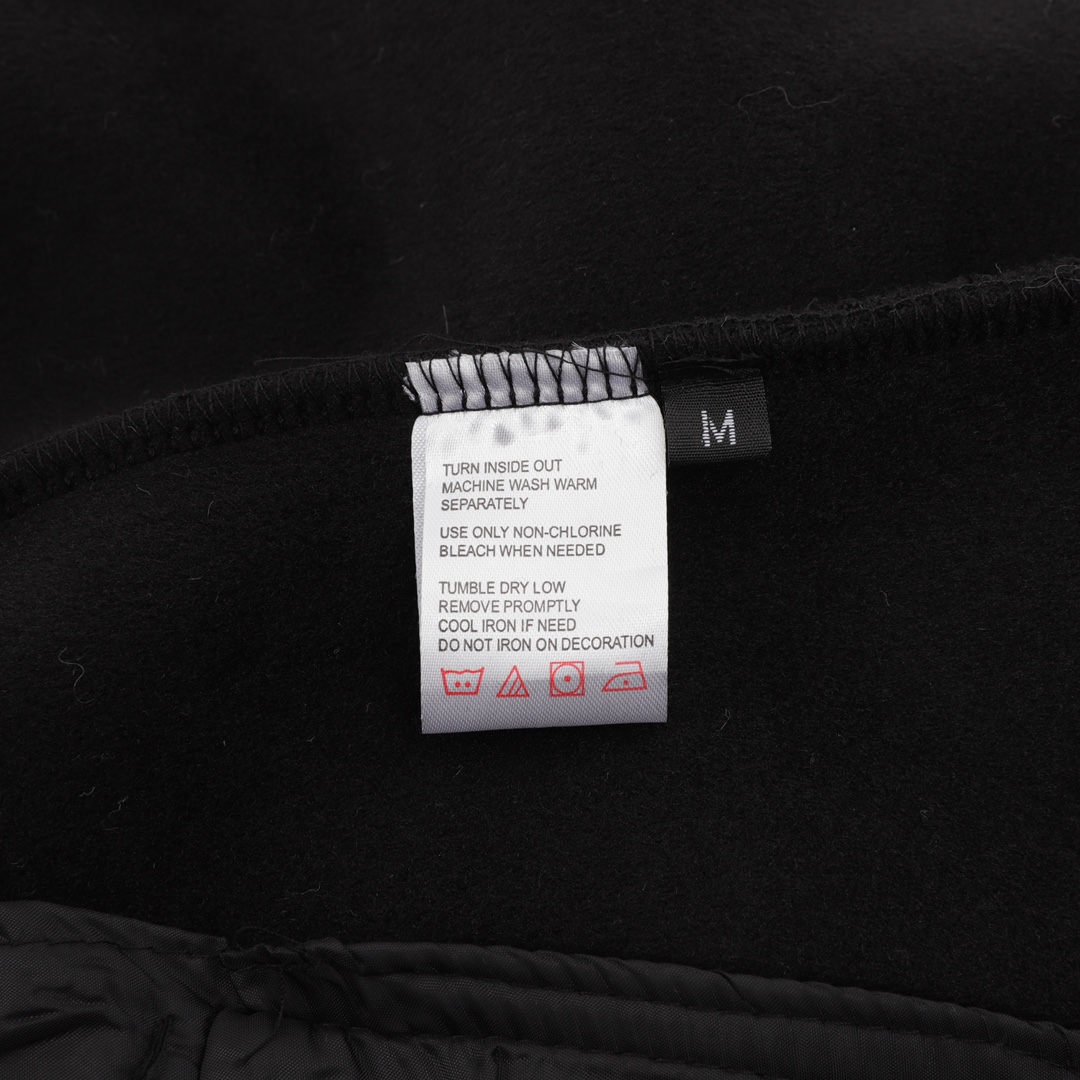 M
TURN INSIDE OUT
MACHINE WASH WARM
SEPARATELY
USE ONLY NON-CHLORINE
BLEACH WHEN NEEDED
TUMBLE DRY LOW
REMOVE PROMPTLY
COOL IRON IF NEED
DO NOT IRON ON DECORATION